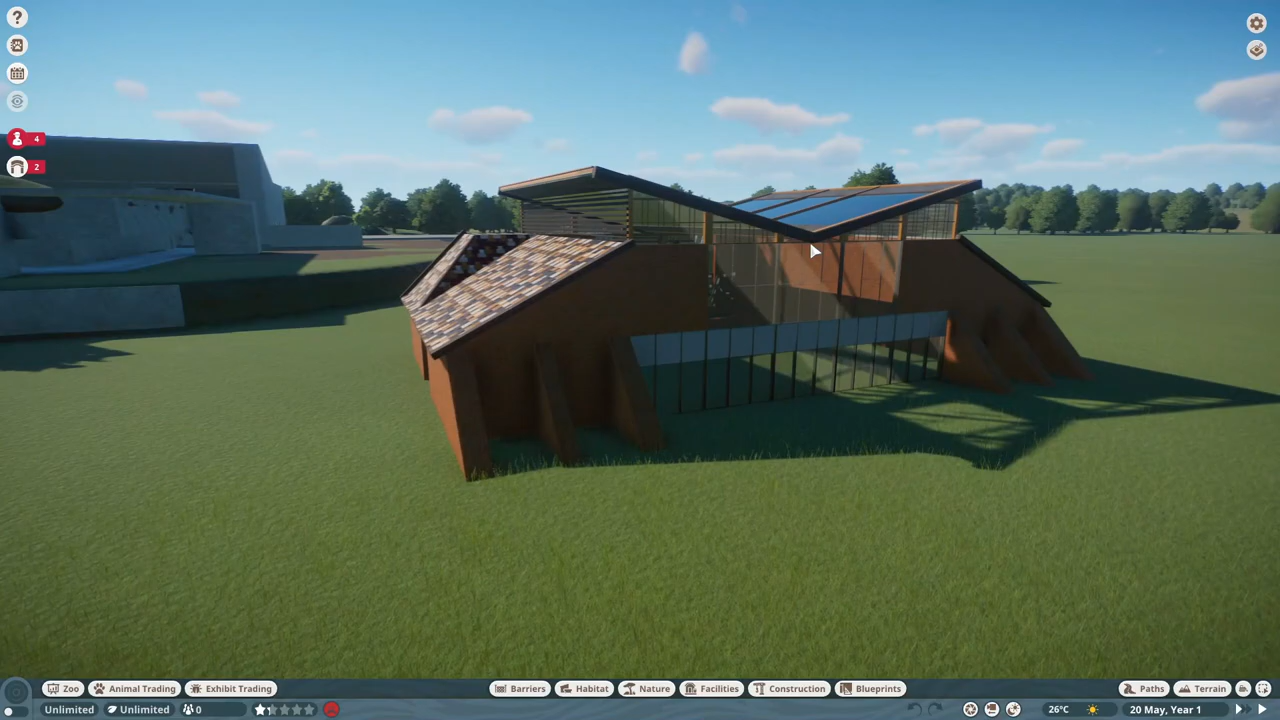 ?
4
2
Zoo Animal Trading Exhibit Trading Barriers Habitat Nature Facilities Construction Blueprints Paths Terrain
Unlimited Unlimited 0 26°C 20 May, Year 1